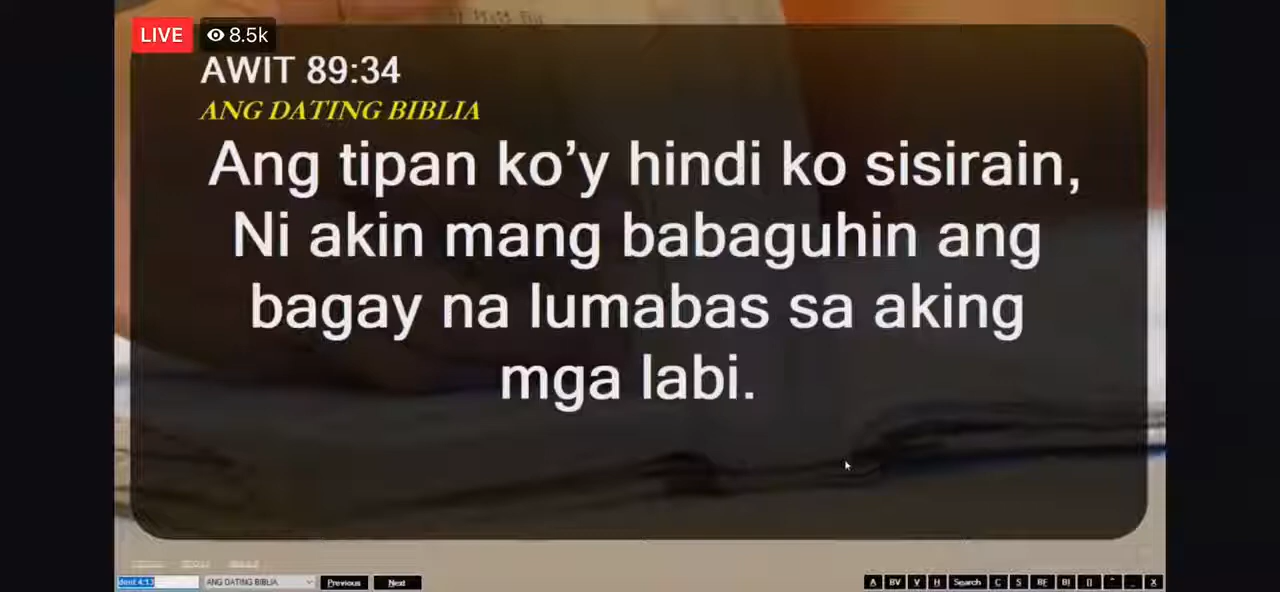 LIVE 8.5k
AWIT 89:34
ANG DATING BIBLIA
Ang tipan ko’y hindi ko sisirain,
Ni akin mang babaguhin ang
bagay na lumabas sa aking
mga labi.
ANG DATING BIBLIA Previous Next A BV V H Search C S BE BI [] ^ _ X